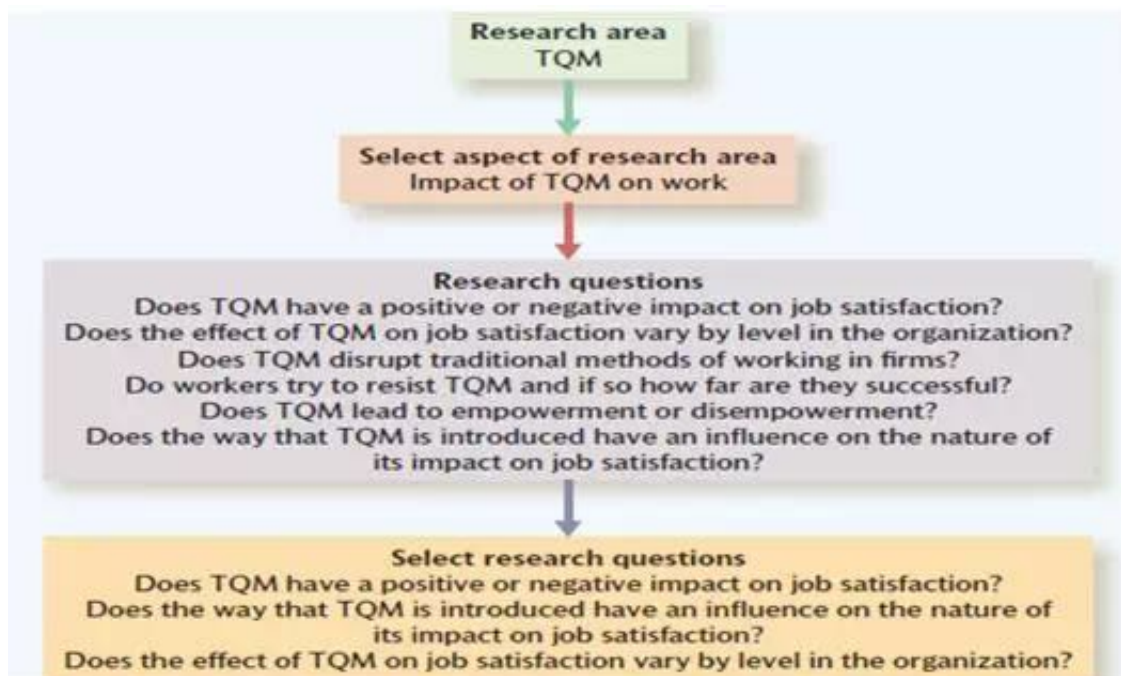 Research area
TQM
Select aspect of research area
Impact of TQM on work
Research questions
Does TQM have a positive or negative impact on job satisfaction?
Does the effect of TQM on job satisfaction vary by level in the organization?
Does TQM disrupt traditional methods of working in firms?
Do workers try to resist TQM and if so how far are they successful?
Does TQM lead to empowerment or disempowerment?
Does the way that TQM is introduced have an influence on the nature of
its impact on job satisfaction?
Select research questions
Does TQM have a positive or negative impact on job satisfaction?
Does the way that TQM is introduced have an influence on the nature of
its impact on job satisfaction?
Does the effect of TQM on job satisfaction vary by level in the organization?